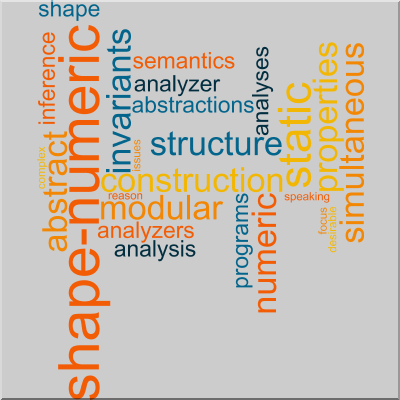 shape
inference
shape-numeric
invariants
semantics
analyzer
abstractions
analyses
structure
static
properties
simultaneous
complex
issues
abstract
construction
reason
speaking
modular
programs
numeric
focus
desirable
analyzers
analysis